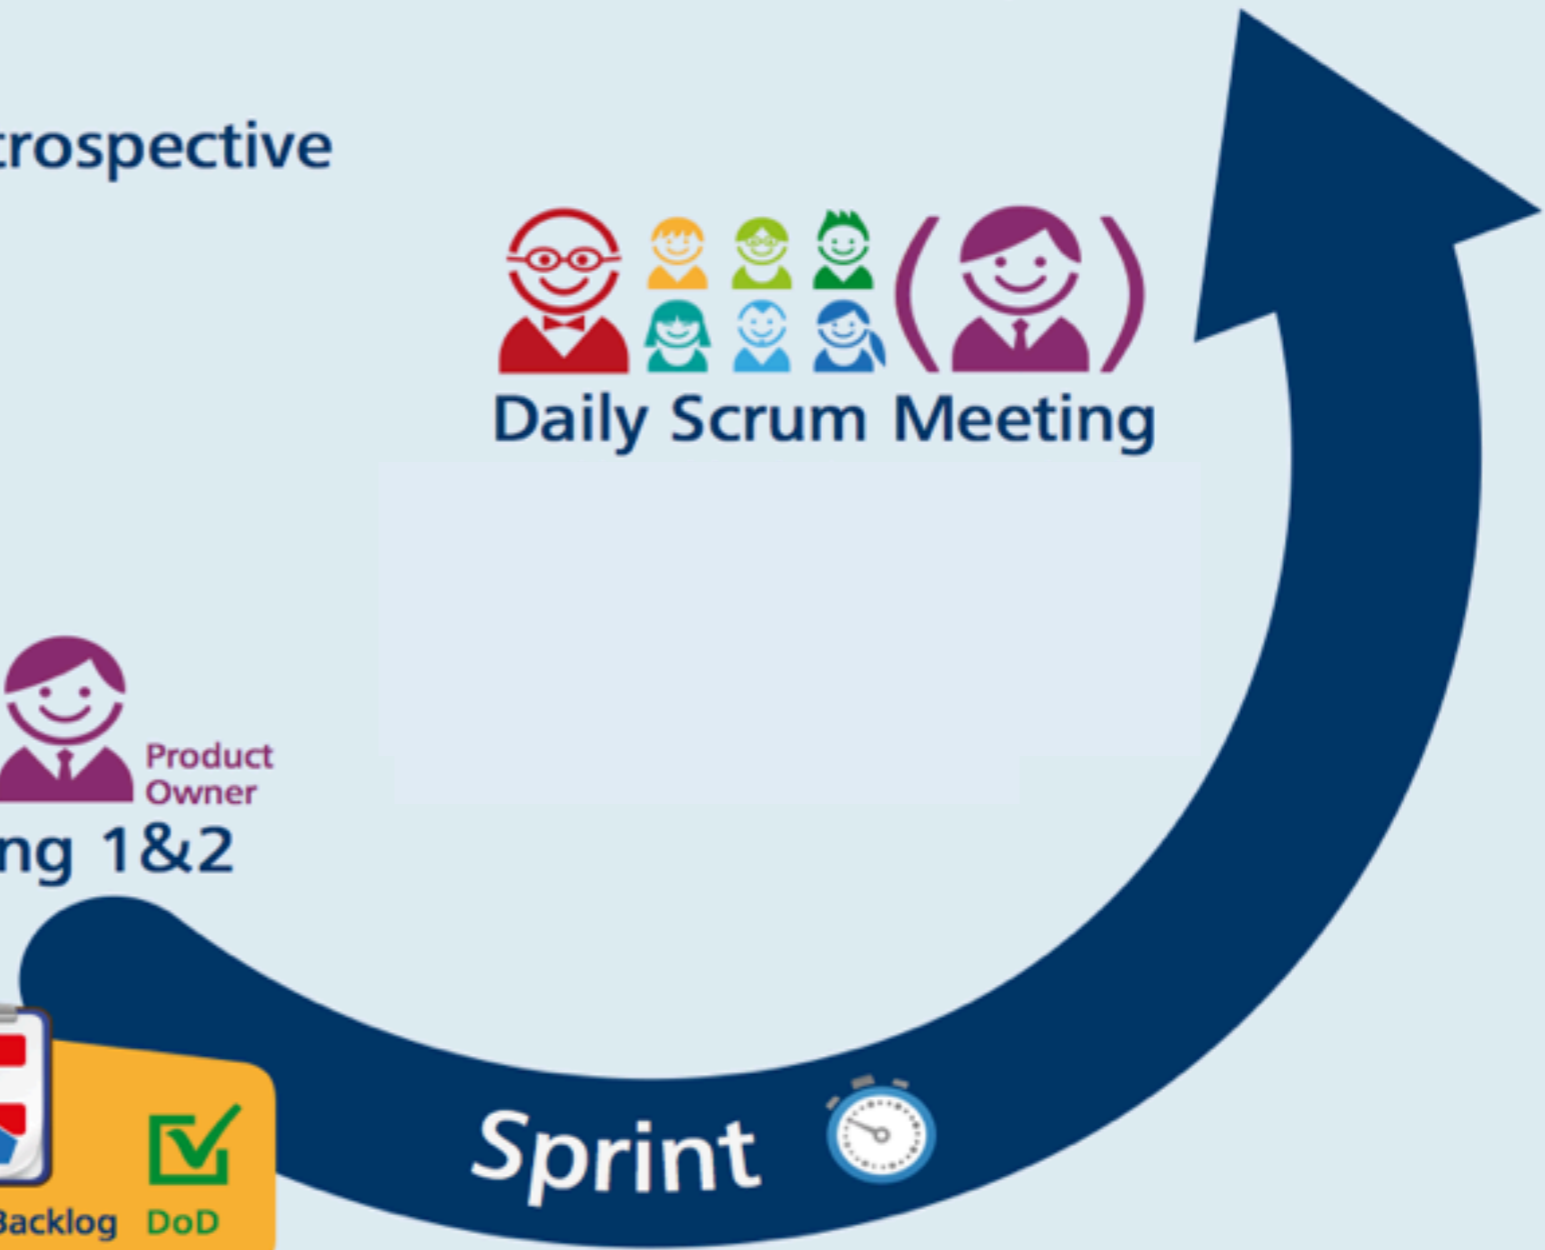 trospective
Daily Scrum Meeting
Product
Owner
ng 1&2
Sprint
Backlog
DoD